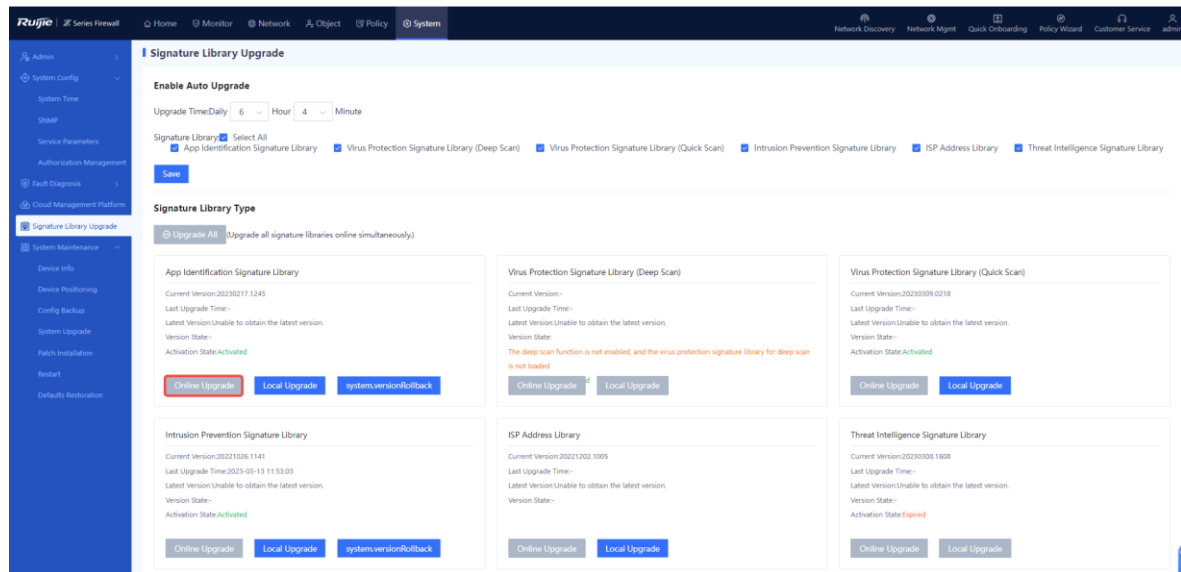 Ruijie | Z Series Firewall
Home Monitor Network Object Policy System
Network Discovery Network Mgmt Quick Onboarding Policy Wizard Customer Service admin
Admin
System Config
System Time
SNMP
Service Parameters
Authorization Management
Fault Diagnosis
Cloud Management Platform
Signature Library Upgrade
System Maintenance
Device Info
Device Positioning
Config Backup
System Upgrade
Patch Installation
Restart
Defaults Restoration
Signature Library Upgrade
Enable Auto Upgrade
Upgrade Time:Daily 6 Hour 4 Minute
Signature Library: Select All
App Identification Signature Library Virus Protection Signature Library (Deep Scan) Virus Protection Signature Library (Quick Scan) Intrusion Prevention Signature Library ISP Address Library Threat Intelligence Signature Library
Save
Signature Library Type
Upgrade All (Upgrade all signature libraries online simultaneously.)
App Identification Signature Library
Current Version:20230217.1245
Last Upgrade Time:-
Latest Version:Unable to obtain the latest version.
Version State:-
Activation State:Activated
Online Upgrade Local Upgrade system.versionRollback
Virus Protection Signature Library (Deep Scan)
Current Version:-
Last Upgrade Time:-
Latest Version:Unable to obtain the latest version.
Version State:
The deep scan function is not enabled, and the virus protection signature library for deep scan
is not loaded
Online Upgrade Local Upgrade
Virus Protection Signature Library (Quick Scan)
Current Version:20230309.0218
Last Upgrade Time:-
Latest Version:Unable to obtain the latest version.
Version State:-
Activation State:Activated
Online Upgrade Local Upgrade
Intrusion Prevention Signature Library
Current Version:20221026.1141
Last Upgrade Time:2023-03-13 11:53:03
Latest Version:Unable to obtain the latest version.
Version State:-
Activation State:Activated
Online Upgrade Local Upgrade system.versionRollback
ISP Address Library
Current Version:20221202.1005
Last Upgrade Time:-
Latest Version:Unable to obtain the latest version.
Version State:-
Online Upgrade Local Upgrade
Threat Intelligence Signature Library
Current Version:20230308.1608
Last Upgrade Time:-
Latest Version:Unable to obtain the latest version.
Version State:-
Activation State:Expired
Online Upgrade Local Upgrade